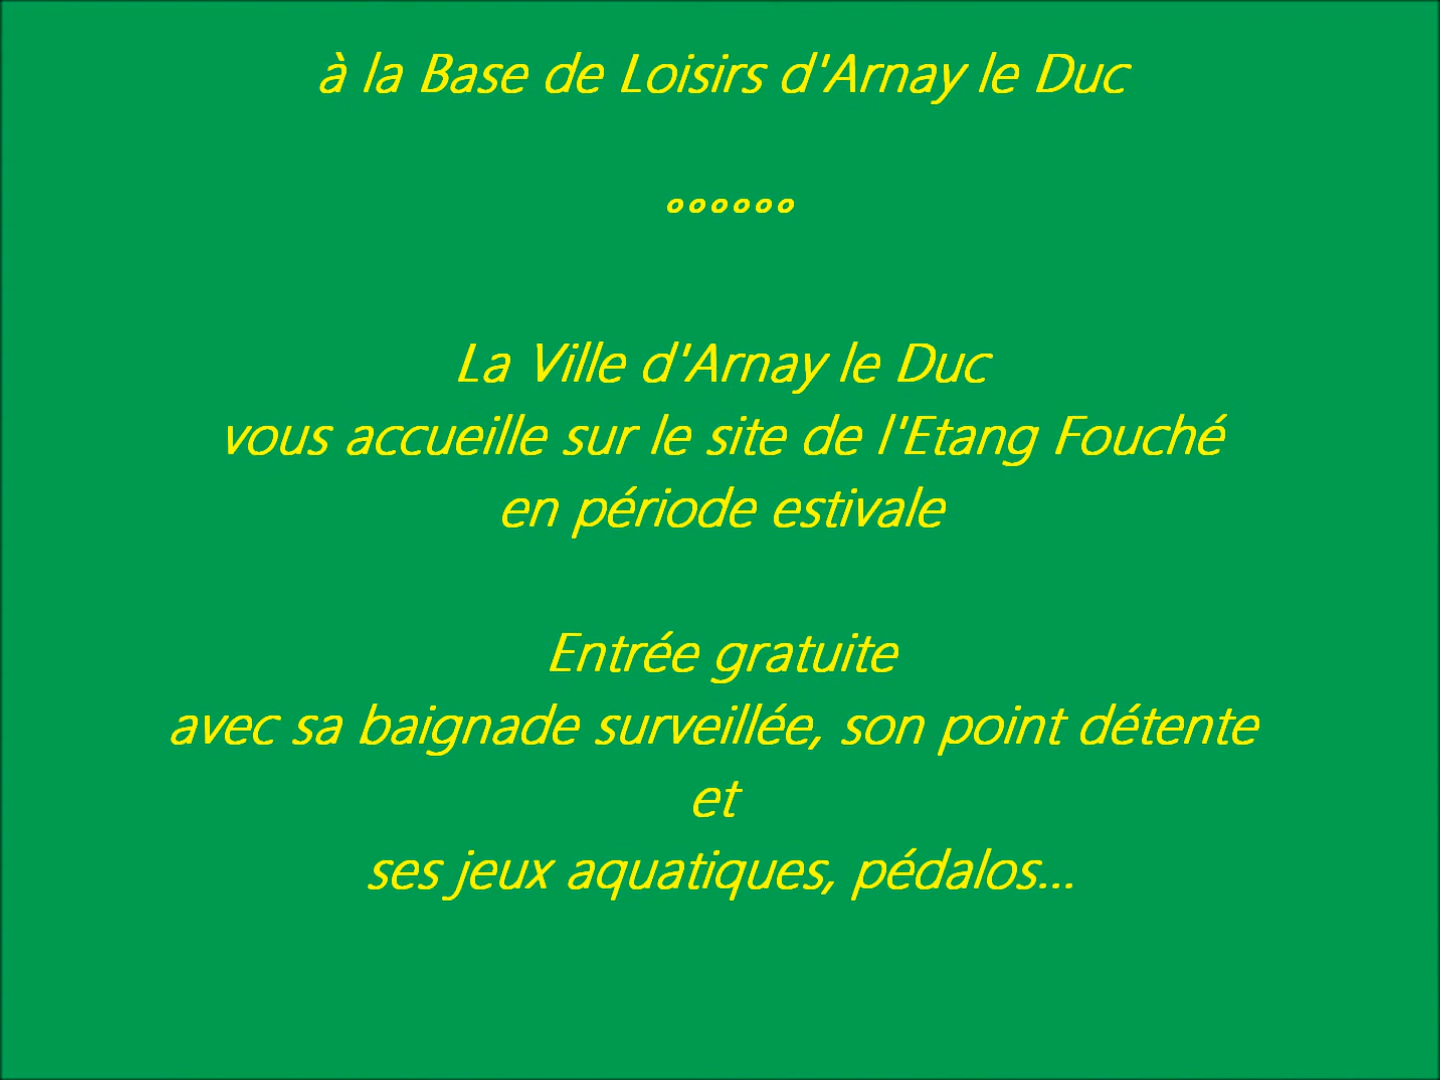 à la Base de Loisirs d'Arnay le Duc
°°°°°°
La Ville d'Arnay le Duc
vous accueille sur le site de l'Etang Fouché
en période estivale
Entrée gratuite
avec sa baignade surveillée, son point détente
et
ses jeux aquatiques, pédalos...